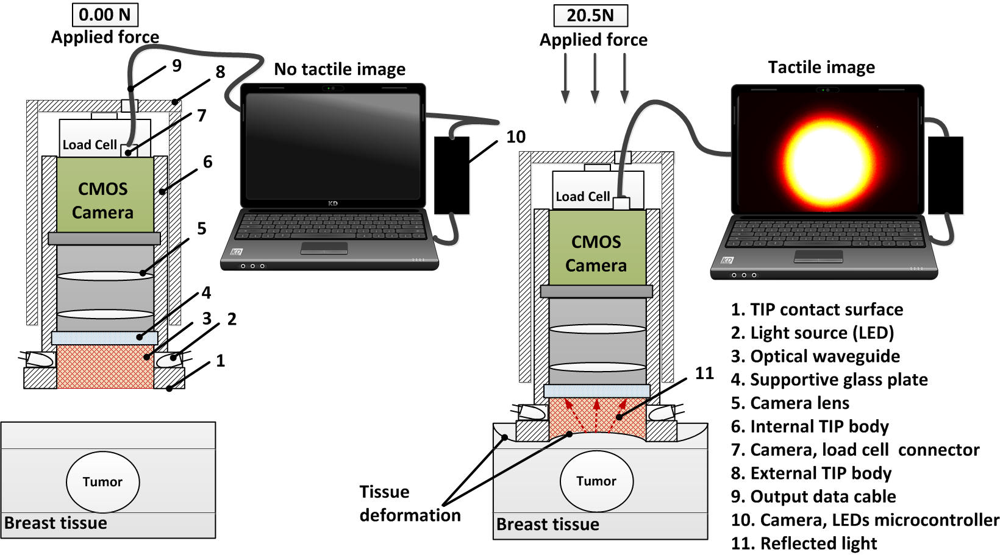 0.00 N
Applied force
9
8
7
Load Cell
6
CMOS
Camera
5
4
3
2
1
Tumor
Breast tissue
No tactile image
KD
KD
10
20.5N
Applied force
Load Cell
CMOS
Camera
11
Tissue
deformation
Tumor
Breast tissue
Tactile image
KD
1. TIP contact surface
2. Light source (LED)
3. Optical waveguide
4. Supportive glass plate
5. Camera lens
6. Internal TIP body
7. Camera, load cell connector
8. External TIP body
9. Output data cable
10. Camera, LEDs microcontroller
11. Reflected light